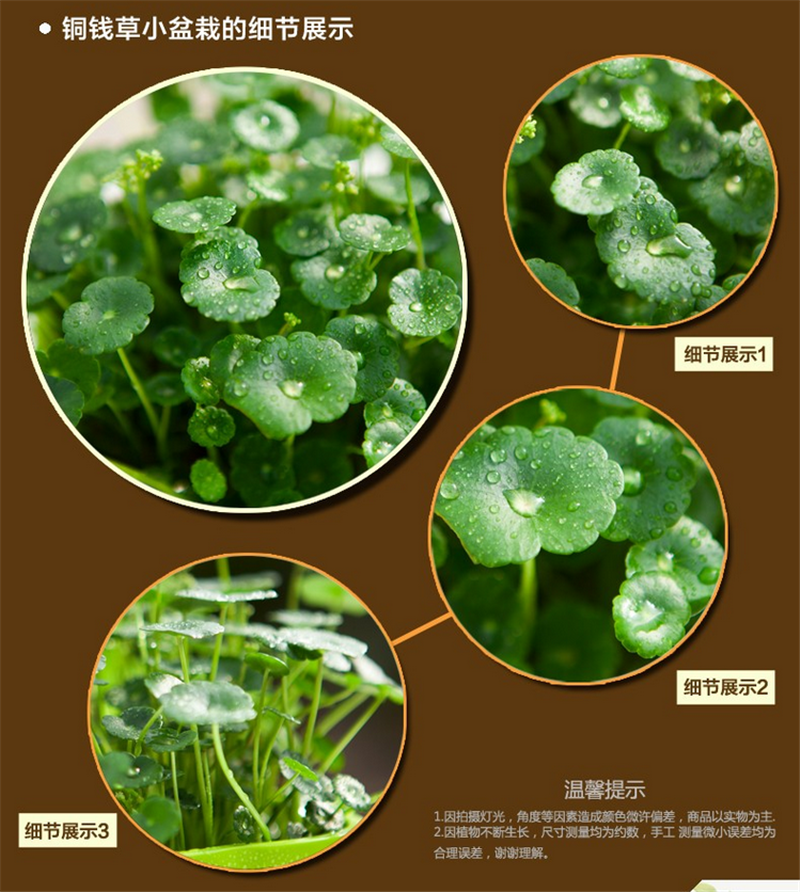 铜钱草小盆栽的细节展示
细节展示1
细节展示2
细节展示3
温馨提示
1.因拍摄灯光，角度等因素造成颜色微许偏差，商品以实物为主.
2.因植物不断生长，尺寸测量均为约数，手工 测量微小误差均为
合理误差，谢谢理解。